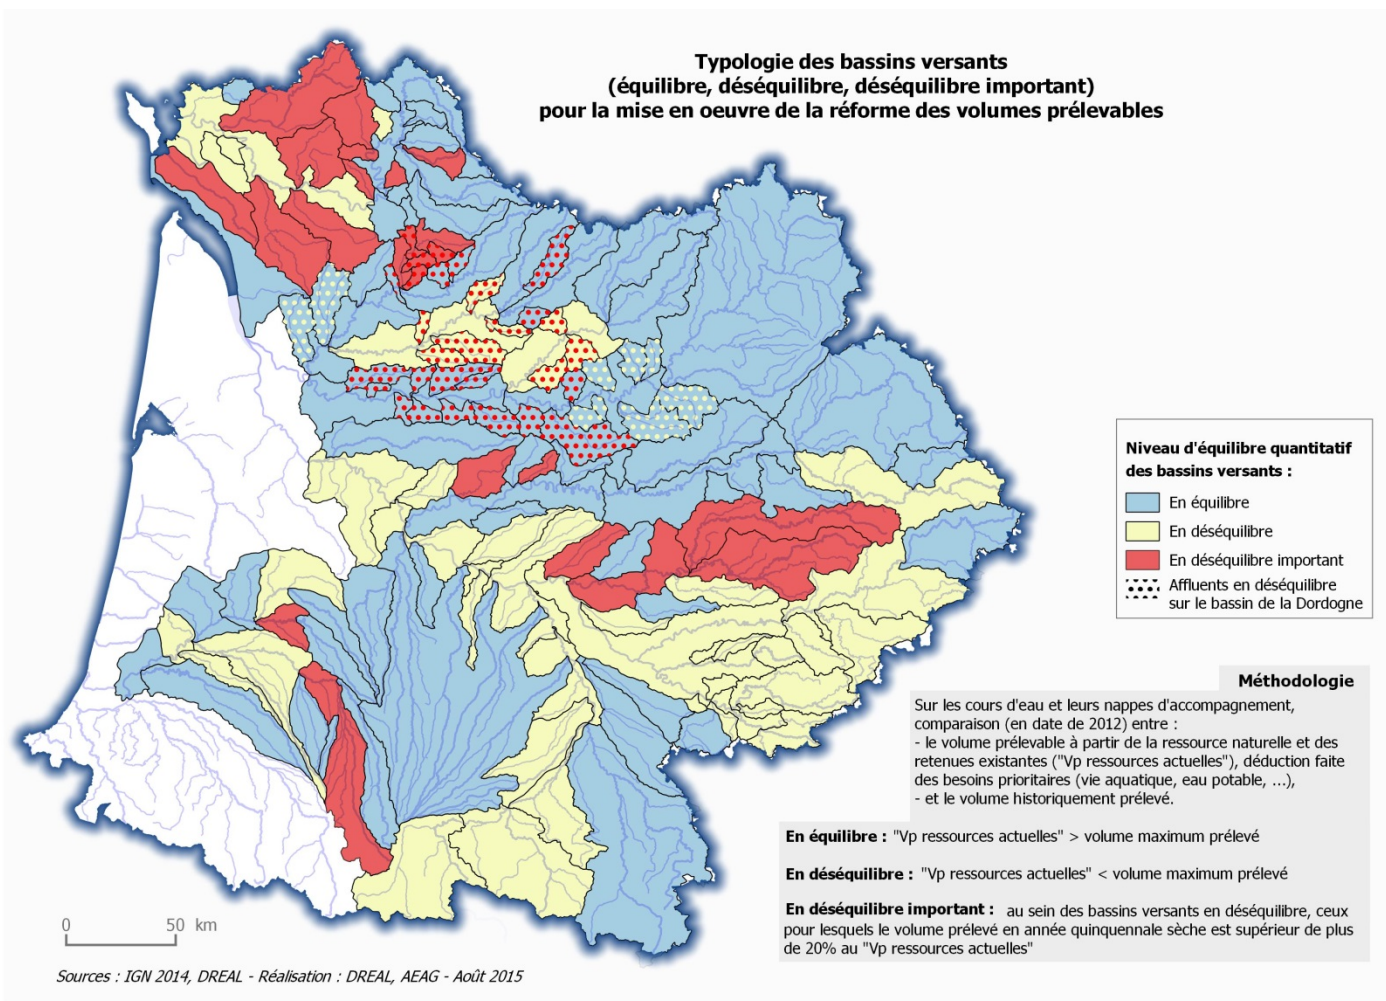 Typologie des bassins versants
(équilibre, déséquilibre, déséquilibre important)
pour la mise en oeuvre de la réforme des volumes prélevables
Niveau d'équilibre quantitatif
des bassins versants :
En équilibre
En déséquilibre
En déséquilibre important
Affluents en déséquilibre
sur le bassin de la Dordogne
Méthodologie
Sur les cours d'eau et leurs nappes d'accompagnement,
comparaison (en date de 2012) entre :
- le volume prélevable à partir de la ressource naturelle et des
retenues existantes ("Vp ressources actuelles"), déduction faite
des besoins prioritaires (vie aquatique, eau potable, ...),
- et le volume historiquement prélevé.
En équilibre : "Vp ressources actuelles" > volume maximum prélevé
En déséquilibre : "Vp ressources actuelles" < volume maximum prélevé
En déséquilibre important : au sein des bassins versants en déséquilibre, ceux
pour lesquels le volume prélevé en année quinquennale sèche est supérieur de plus
de 20% au "Vp ressources actuelles"
0 50 km
Sources : IGN 2014, DREAL - Réalisation : DREAL, AEAG - Août 2015